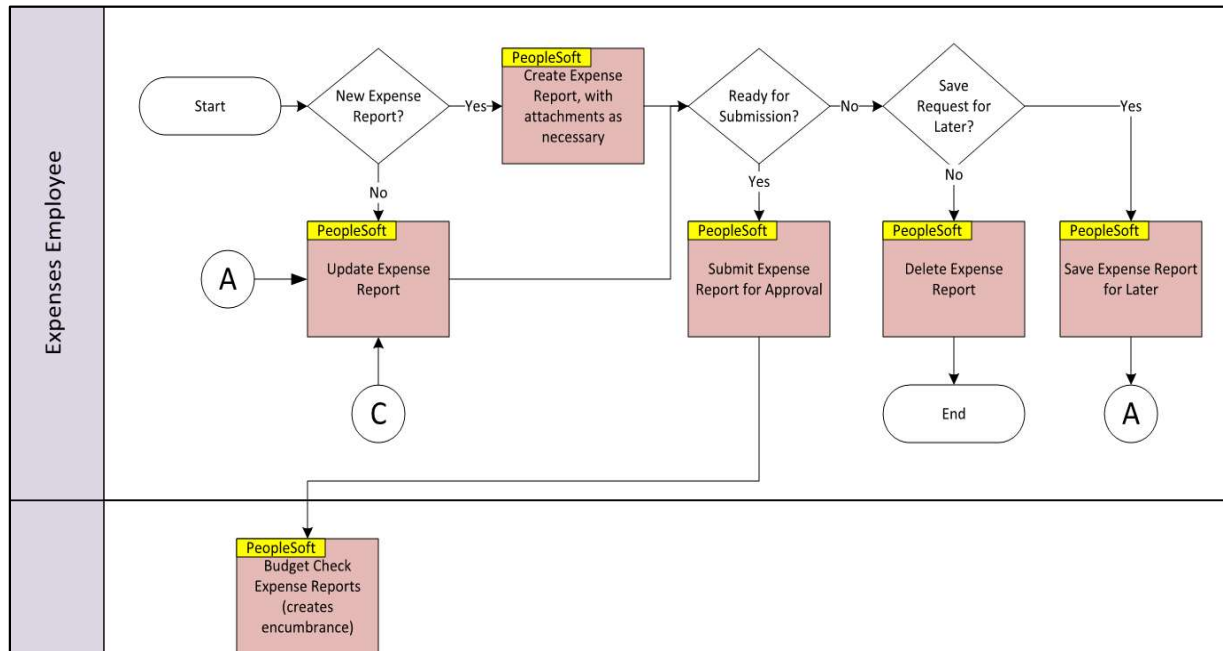 Expenses Employee
Start
New Expense
Report?
Yes
No
PeopleSoft
Create Expense
Report, with
attachments as
necessary
Ready for
Submission?
No
Yes
Save
Request for
Later?
Yes
No
A
PeopleSoft
Update Expense
Report
C
PeopleSoft
Submit Expense
Report for Approval
PeopleSoft
Delete Expense
Report
End
PeopleSoft
Save Expense Report
for Later
A
PeopleSoft
Budget Check
Expense Reports
(creates
encumbrance)